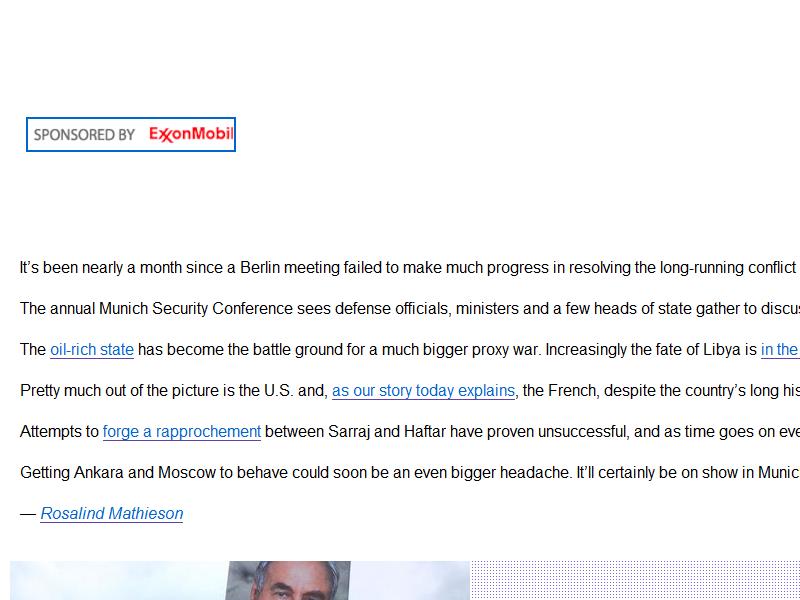 SPONSORED BY ExxonMobil
It's been nearly a month since a Berlin meeting failed to make much progress in resolving the long-running conflict
The annual Munich Security Conference sees defense officials, ministers and a few heads of state gather to discu
The oil-rich state has become the battle ground for a much bigger proxy war. Increasingly the fate of Libya is in the
Pretty much out of the picture is the U.S. and, as our story today explains, the French, despite the country's long his
Attempts to forge a rapprochement between Sarraj and Haftar have proven unsuccessful, and as time goes on eve
Getting Ankara and Moscow to behave could soon be an even bigger headache. It'll certainly be on show in Munic
— Rosalind Mathieson